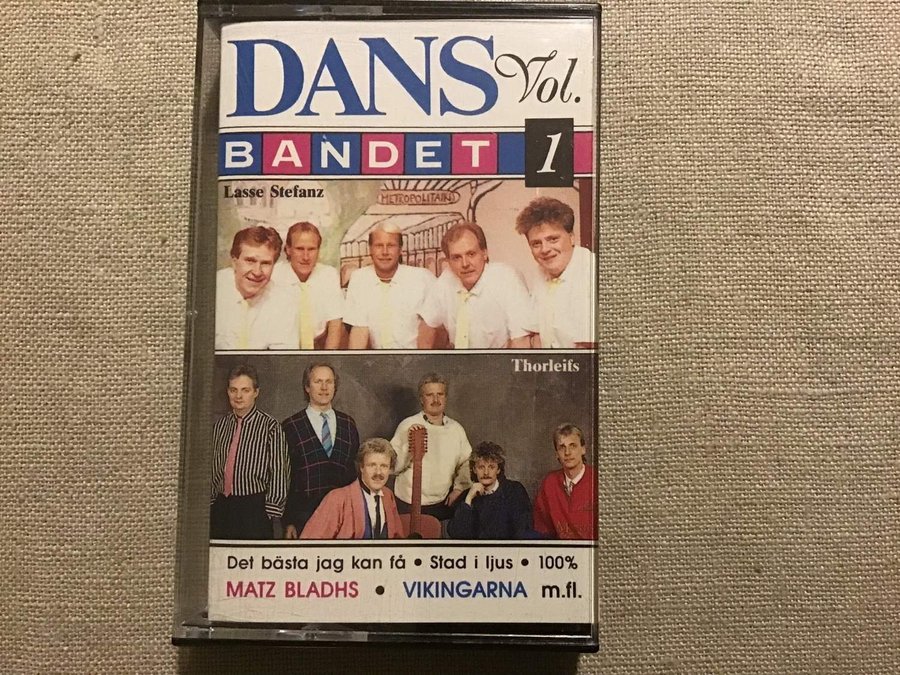 DANS Vol.
BANDET 1
Lasse Stefanz
METROPOLITAIN
Thorleifs
Det bästa jag kan få • Stad i ljus • 100%
MATZ BLADHS • VIKINGARNA m.fl.